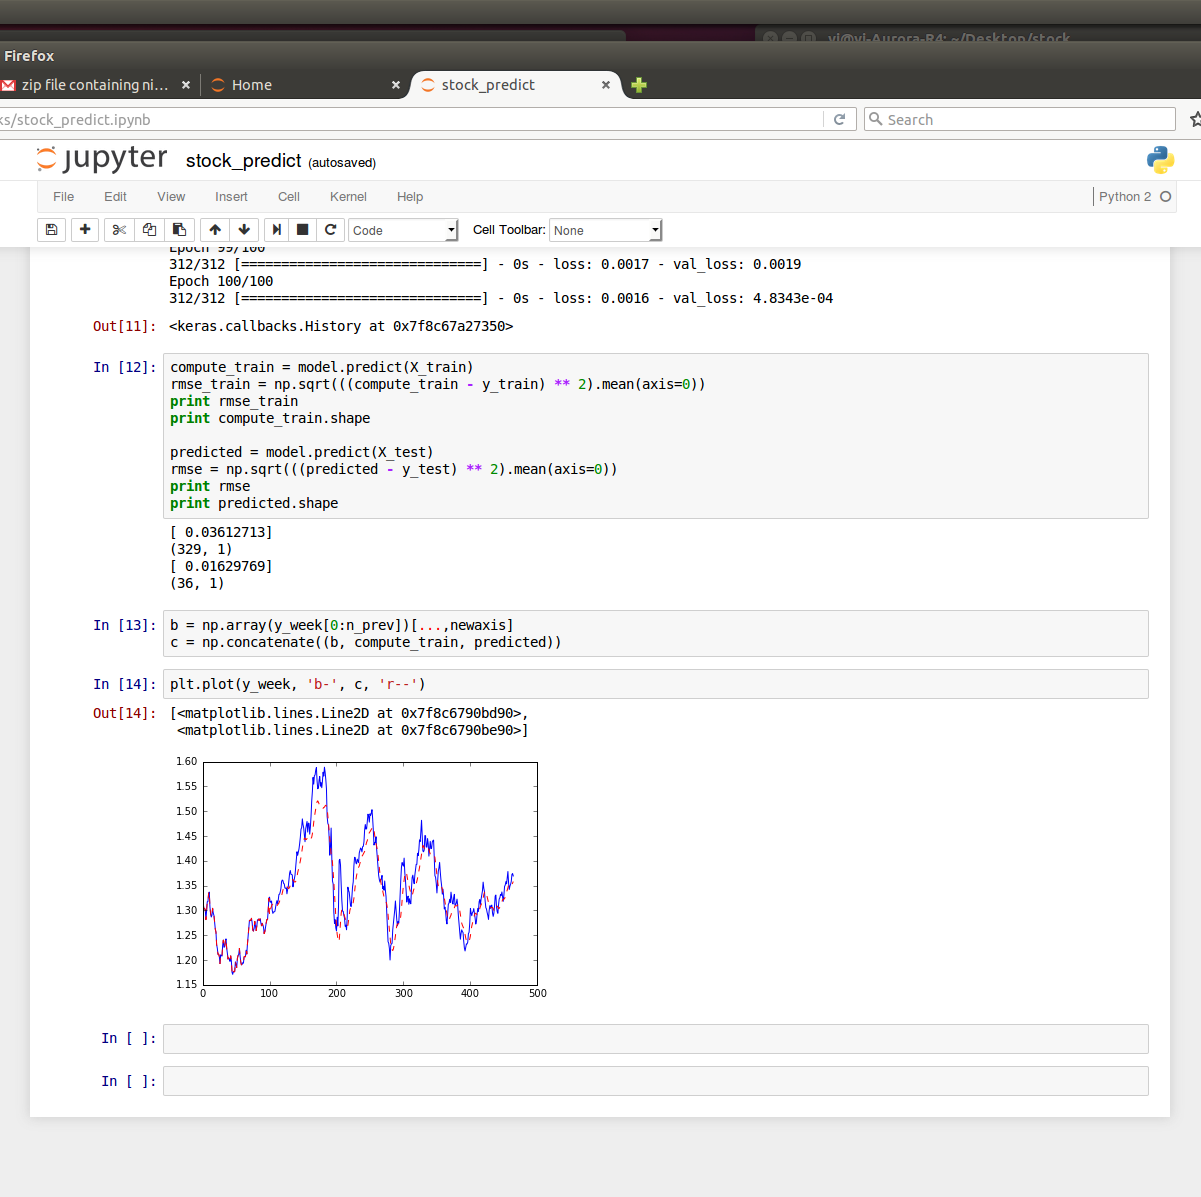 yi@yi-Aurora-R4: ~/Desktop/stock
Firefox
zip file containing ni... × Home × stock_predict ×
ks/stock_predict.ipynb Search
jupyter stock_predict (autosaved)
File Edit View Insert Cell Kernel Help Python 2
Code Cell Toolbar: None
Epoch 99/100
312/312 [==============================] - 0s - loss: 0.0017 - val_loss: 0.0019
Epoch 100/100
312/312 [==============================] - 0s - loss: 0.0016 - val_loss: 4.8343e-04
Out[11]: <keras.callbacks.History at 0x7f8c67a27350>
In [12]: compute_train = model.predict(X_train)
rmse_train = np.sqrt(((compute_train - y_train) ** 2).mean(axis=0))
print rmse_train
print compute_train.shape
predicted = model.predict(X_test)
rmse = np.sqrt(((predicted - y_test) ** 2).mean(axis=0))
print rmse
print predicted.shape
[ 0.03612713]
(329, 1)
[ 0.01629769]
(36, 1)
In [13]: b = np.array(y_week[0:n_prev])[...,newaxis]
c = np.concatenate((b, compute_train, predicted))
In [14]: plt.plot(y_week, 'b-', c, 'r--')
Out[14]: [<matplotlib.lines.Line2D at 0x7f8c6790bd90>,
<matplotlib.lines.Line2D at 0x7f8c6790be90>]
1.60
1.55
1.50
1.45
1.40
1.35
1.30
1.25
1.20
1.15
0 100 200 300 400 500
In [ ]:
In [ ]: